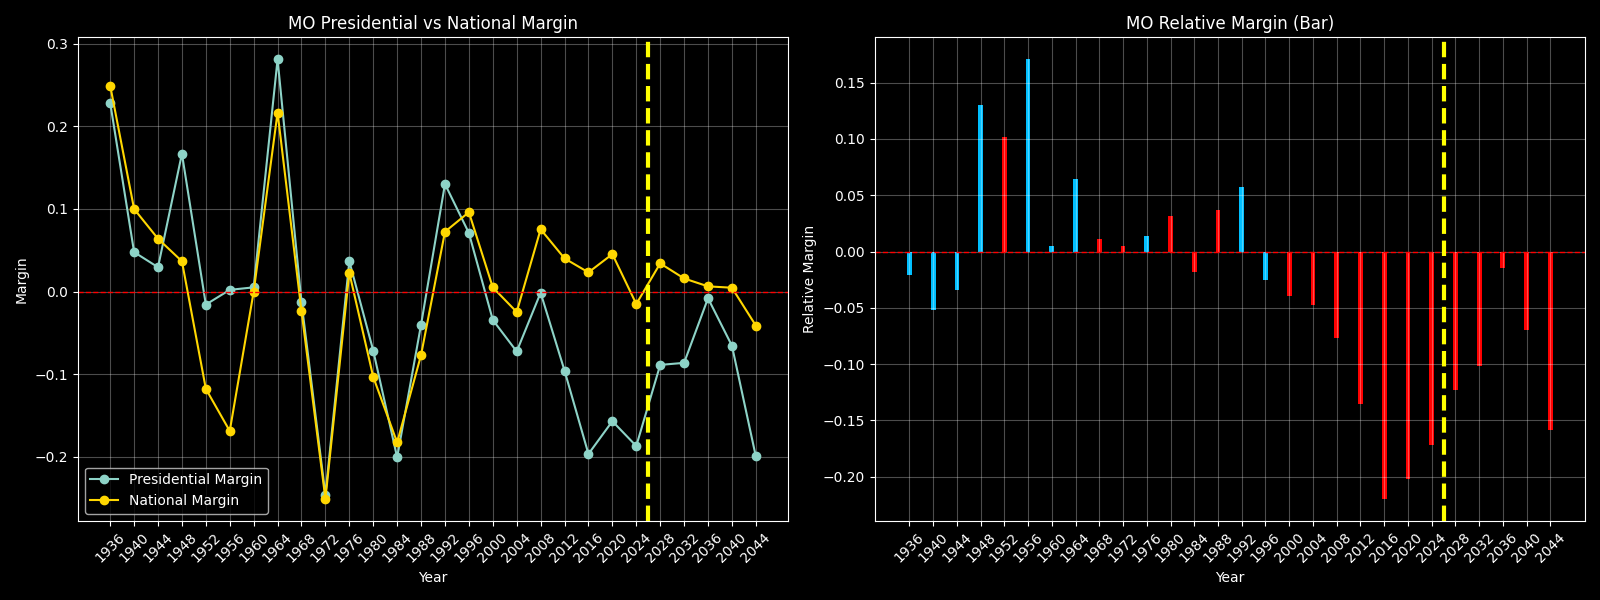 MO Presidential vs National Margin
0.3
0.2
0.1
0.0
−0.1
−0.2
Margin
Presidential Margin
National Margin
1936 1940 1944 1948 1952 1956 1960 1964 1968 1972 1976 1980 1984 1988 1992 1996 2000 2004 2008 2012 2016 2020 2024 2028 2032 2036 2040 2044
Year
MO Relative Margin (Bar)
0.15
0.10
0.05
0.00
−0.05
−0.10
−0.15
−0.20
Relative Margin
1936 1940 1944 1948 1952 1956 1960 1964 1968 1972 1976 1980 1984 1988 1992 1996 2000 2004 2008 2012 2016 2020 2024 2028 2032 2036 2040 2044
Year